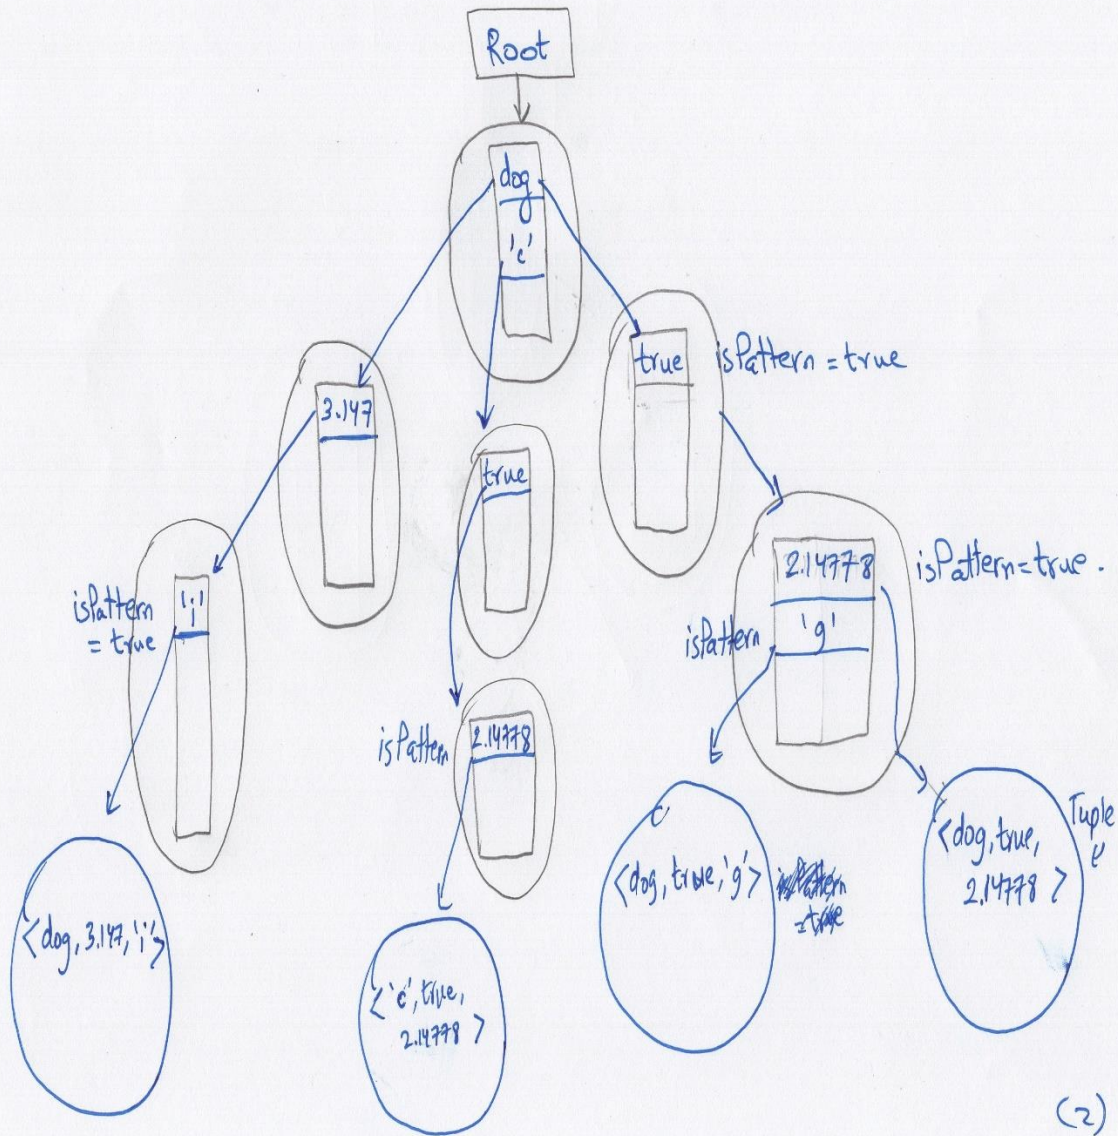 Root
dog
'c'
true
isPattern = true
3.147
true
2.14778
isPattern=true.
'g'
isPattern
isPattern
= true
'i'
isPattern
2.14778
<dog, 3.147, 'i'>
<'c', true,
2.14778 >
<dog, true, 'g'>
<dog, true,
2.14778 >
Tuple
(2)